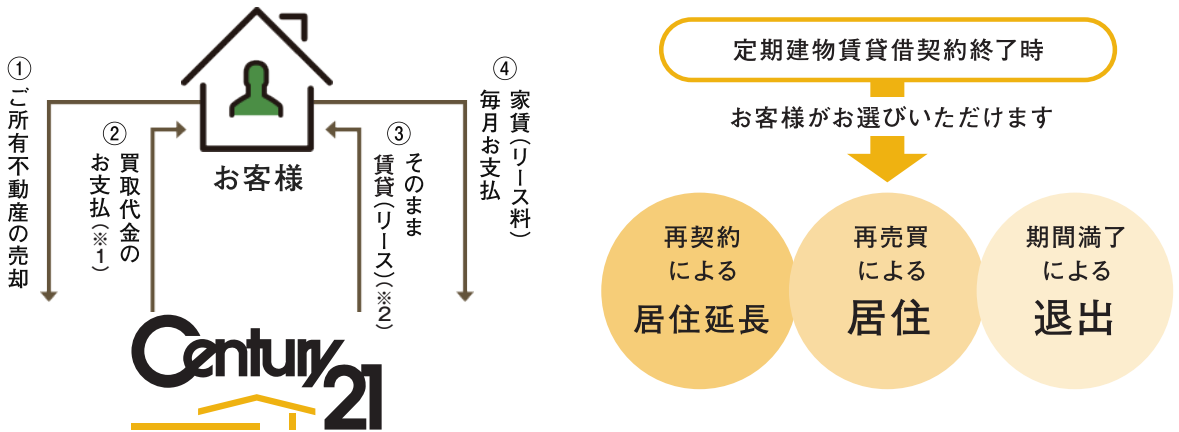 ①
ご所有不動産の売却
②
買取代金の
お支払(※1)
お客様
③
そのまま
賃貸(リース)(※2)
④
家賃(リース料)
毎月お支払
Century
21
定期建物賃貸借契約終了時
お客様がお選びいただけます
再契約
による
居住延長
再売買
による
居住
期間満了
による
退出